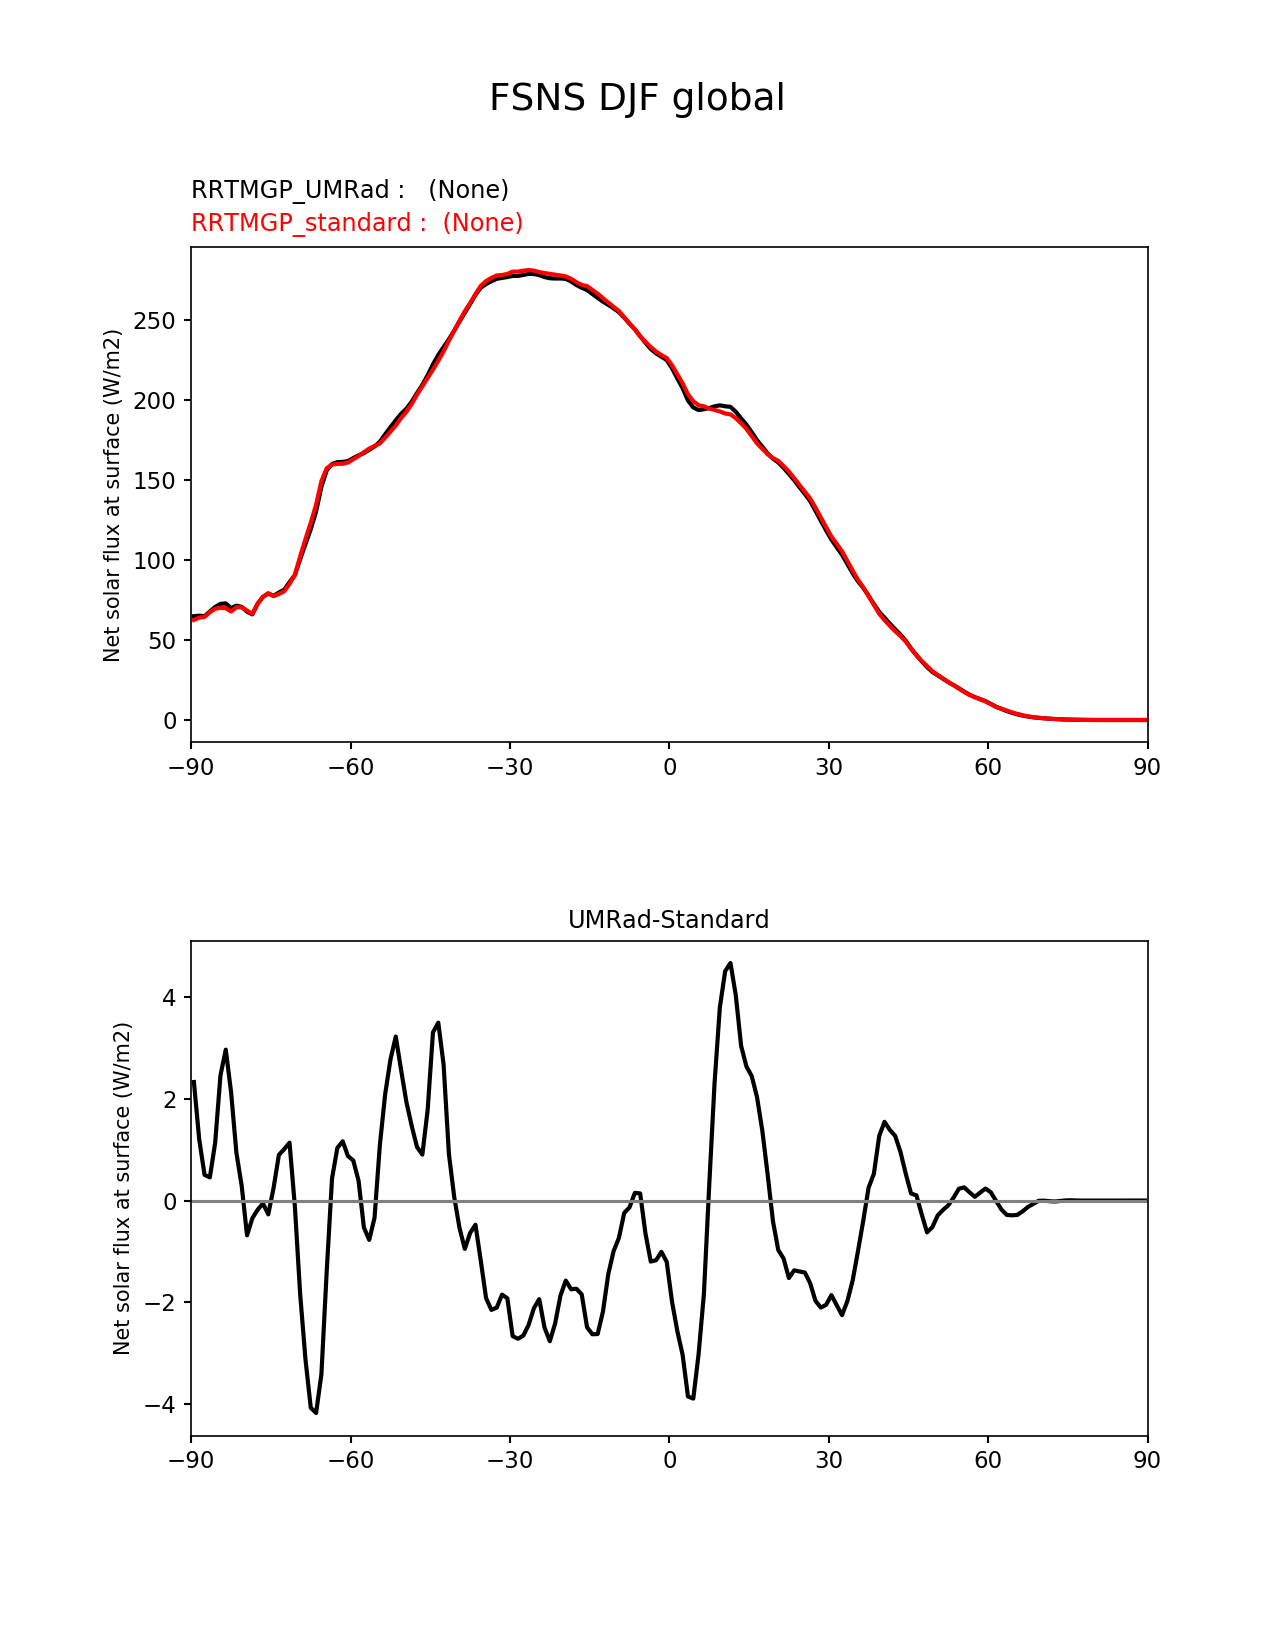 FSNS DJF global
RRTMGP_UMRad :   (None)
RRTMGP_standard :  (None)
Net solar flux at surface (W/m2)
250
200
150
100
50
0
−90 −60 −30 0 30 60 90
UMRad-Standard
Net solar flux at surface (W/m2)
4
2
0
−2
−4
−90 −60 −30 0 30 60 90